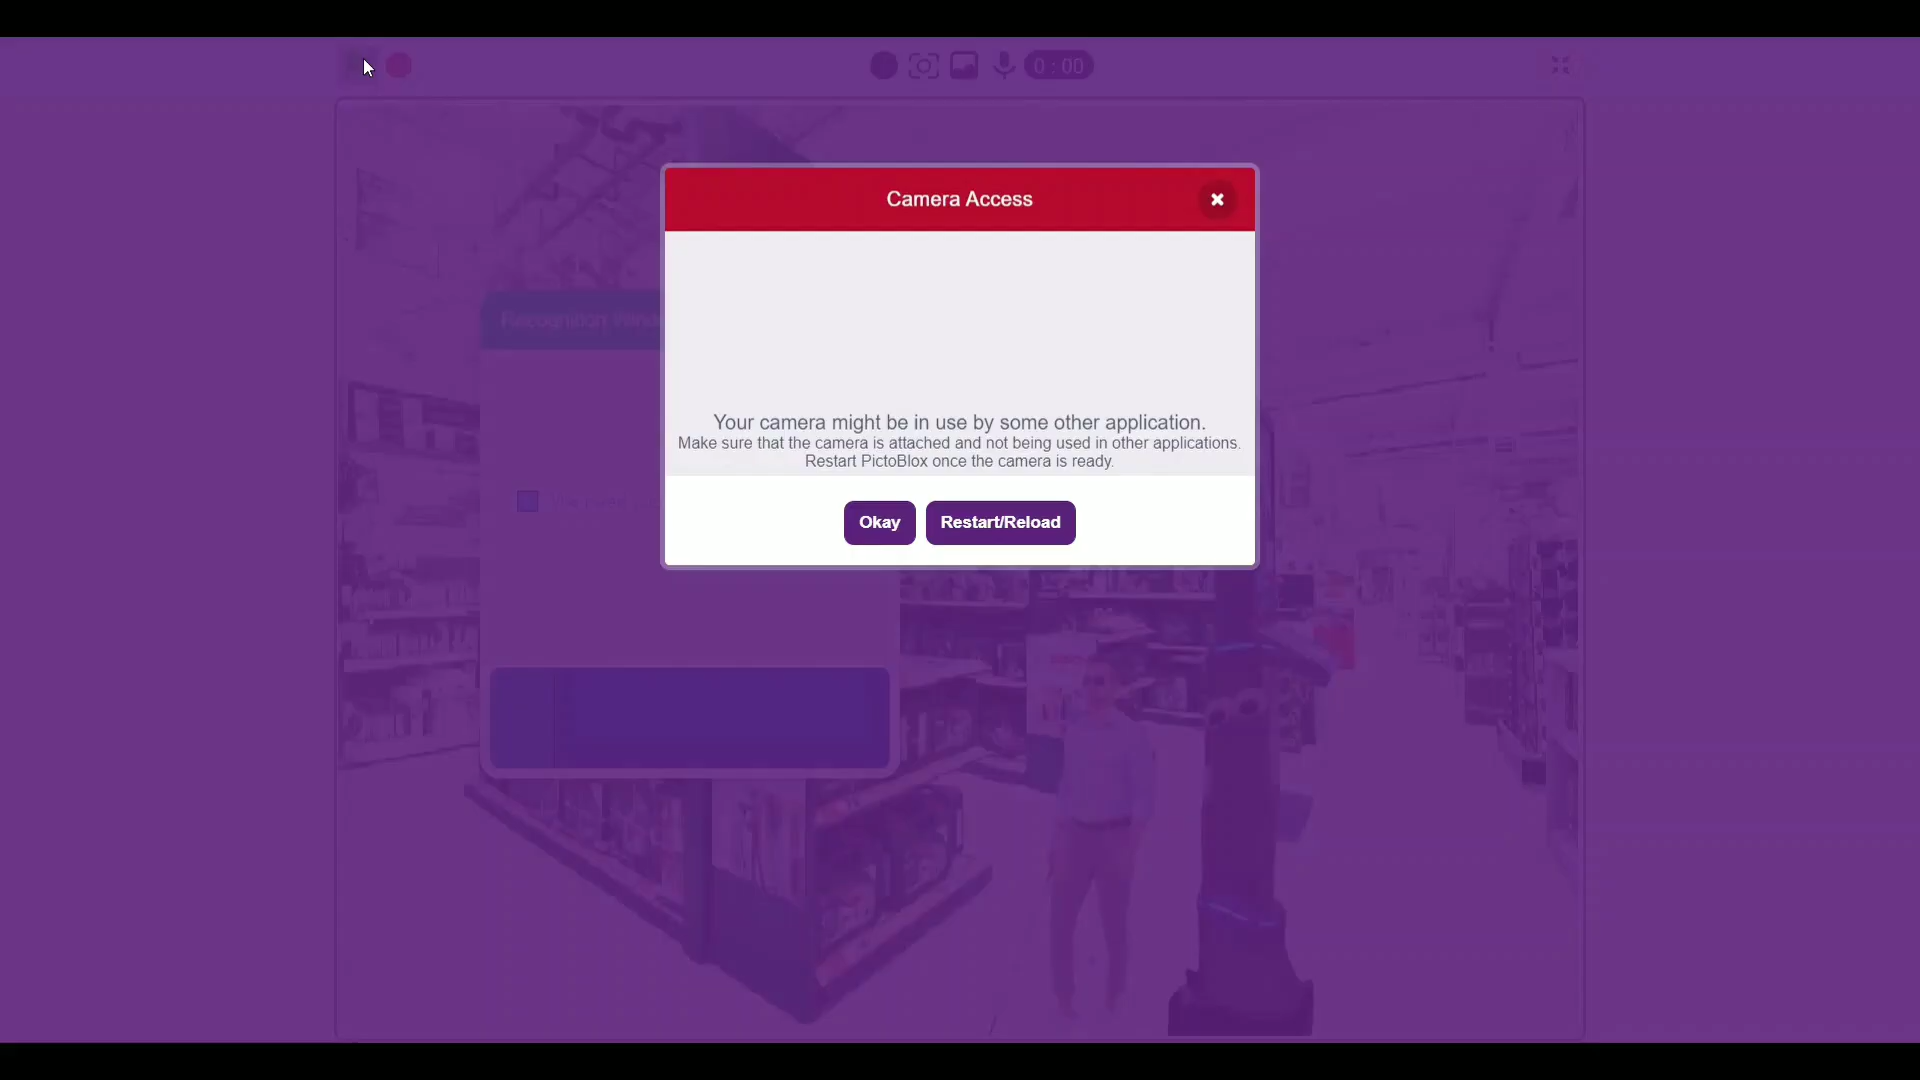 0 : 00
Camera Access
Recognition Windo
Your camera might be in use by some other application.
Make sure that the camera is attached and not being used in other applications.
Restart PictoBlox once the camera is ready.
Okay
Restart/Reload